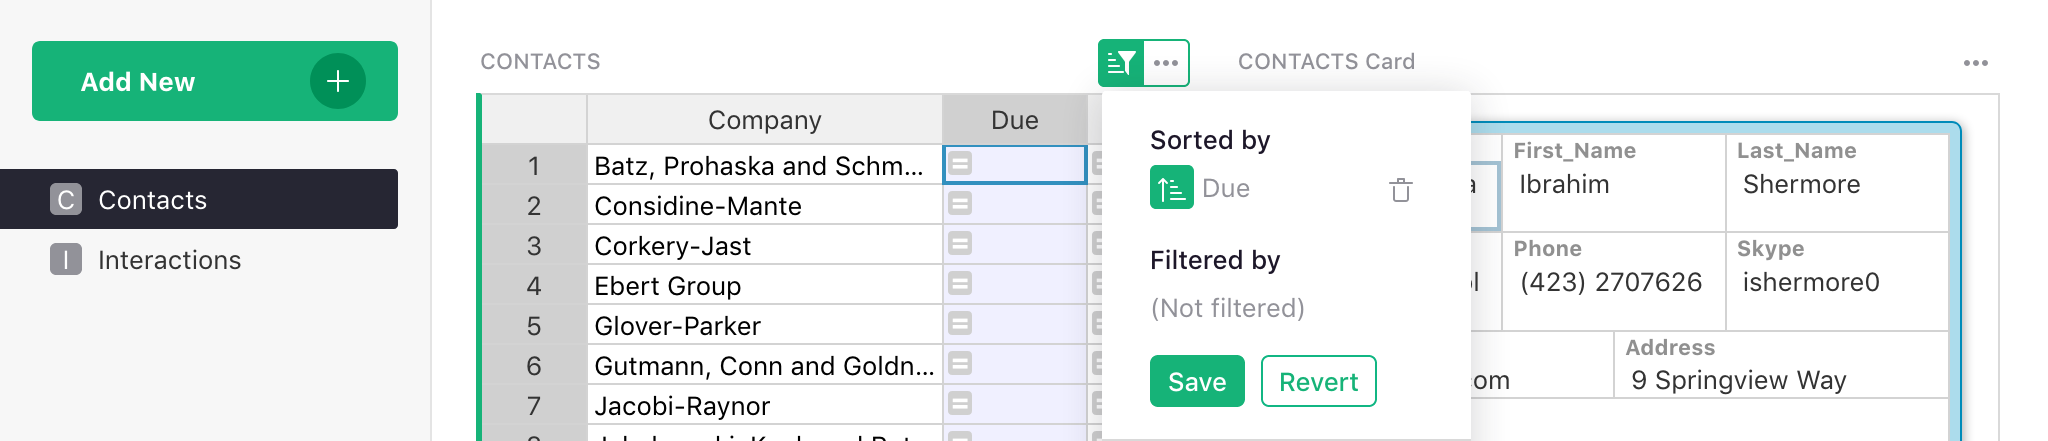 Add New
C Contacts
I Interactions
CONTACTS
Company Due
1 Batz, Prohaska and Schm...
2 Considine-Mante
3 Corkery-Jast
4 Ebert Group
5 Glover-Parker
6 Gutmann, Conn and Goldn...
7 Jacobi-Raynor
Sorted by
Due
Filtered by
(Not filtered)
Save Revert
CONTACTS Card
First_Name Last_Name
a Ibrahim Shermore
Phone Skype
(423) 2707626 ishermore0
Address
om 9 Springview Way